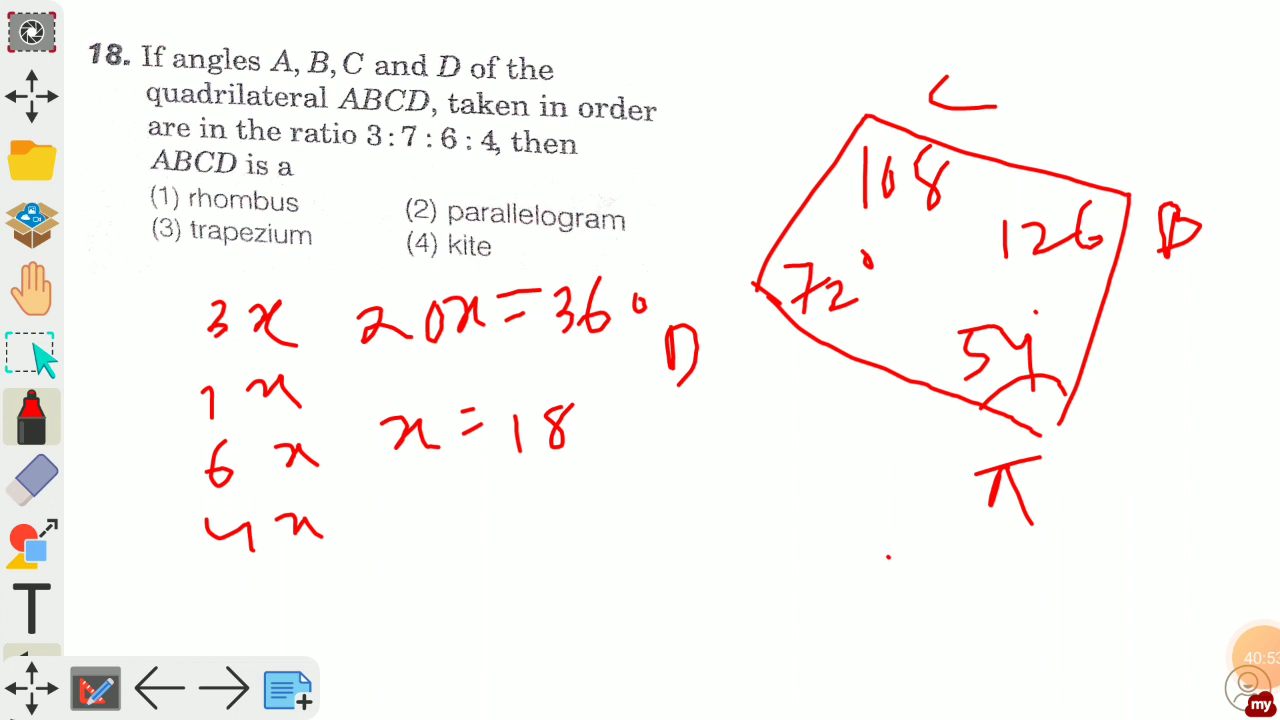 18. If angles A, B, C and D of the
quadrilateral ABCD, taken in order
are in the ratio 3 : 7 : 6 : 4, then
ABCD is a
(1) rhombus (2) parallelogram
(3) trapezium (4) kite
C
108
126 B
72°
3x 20x = 360
D
54
7x
x = 18
6x
4x
T
40:53
my